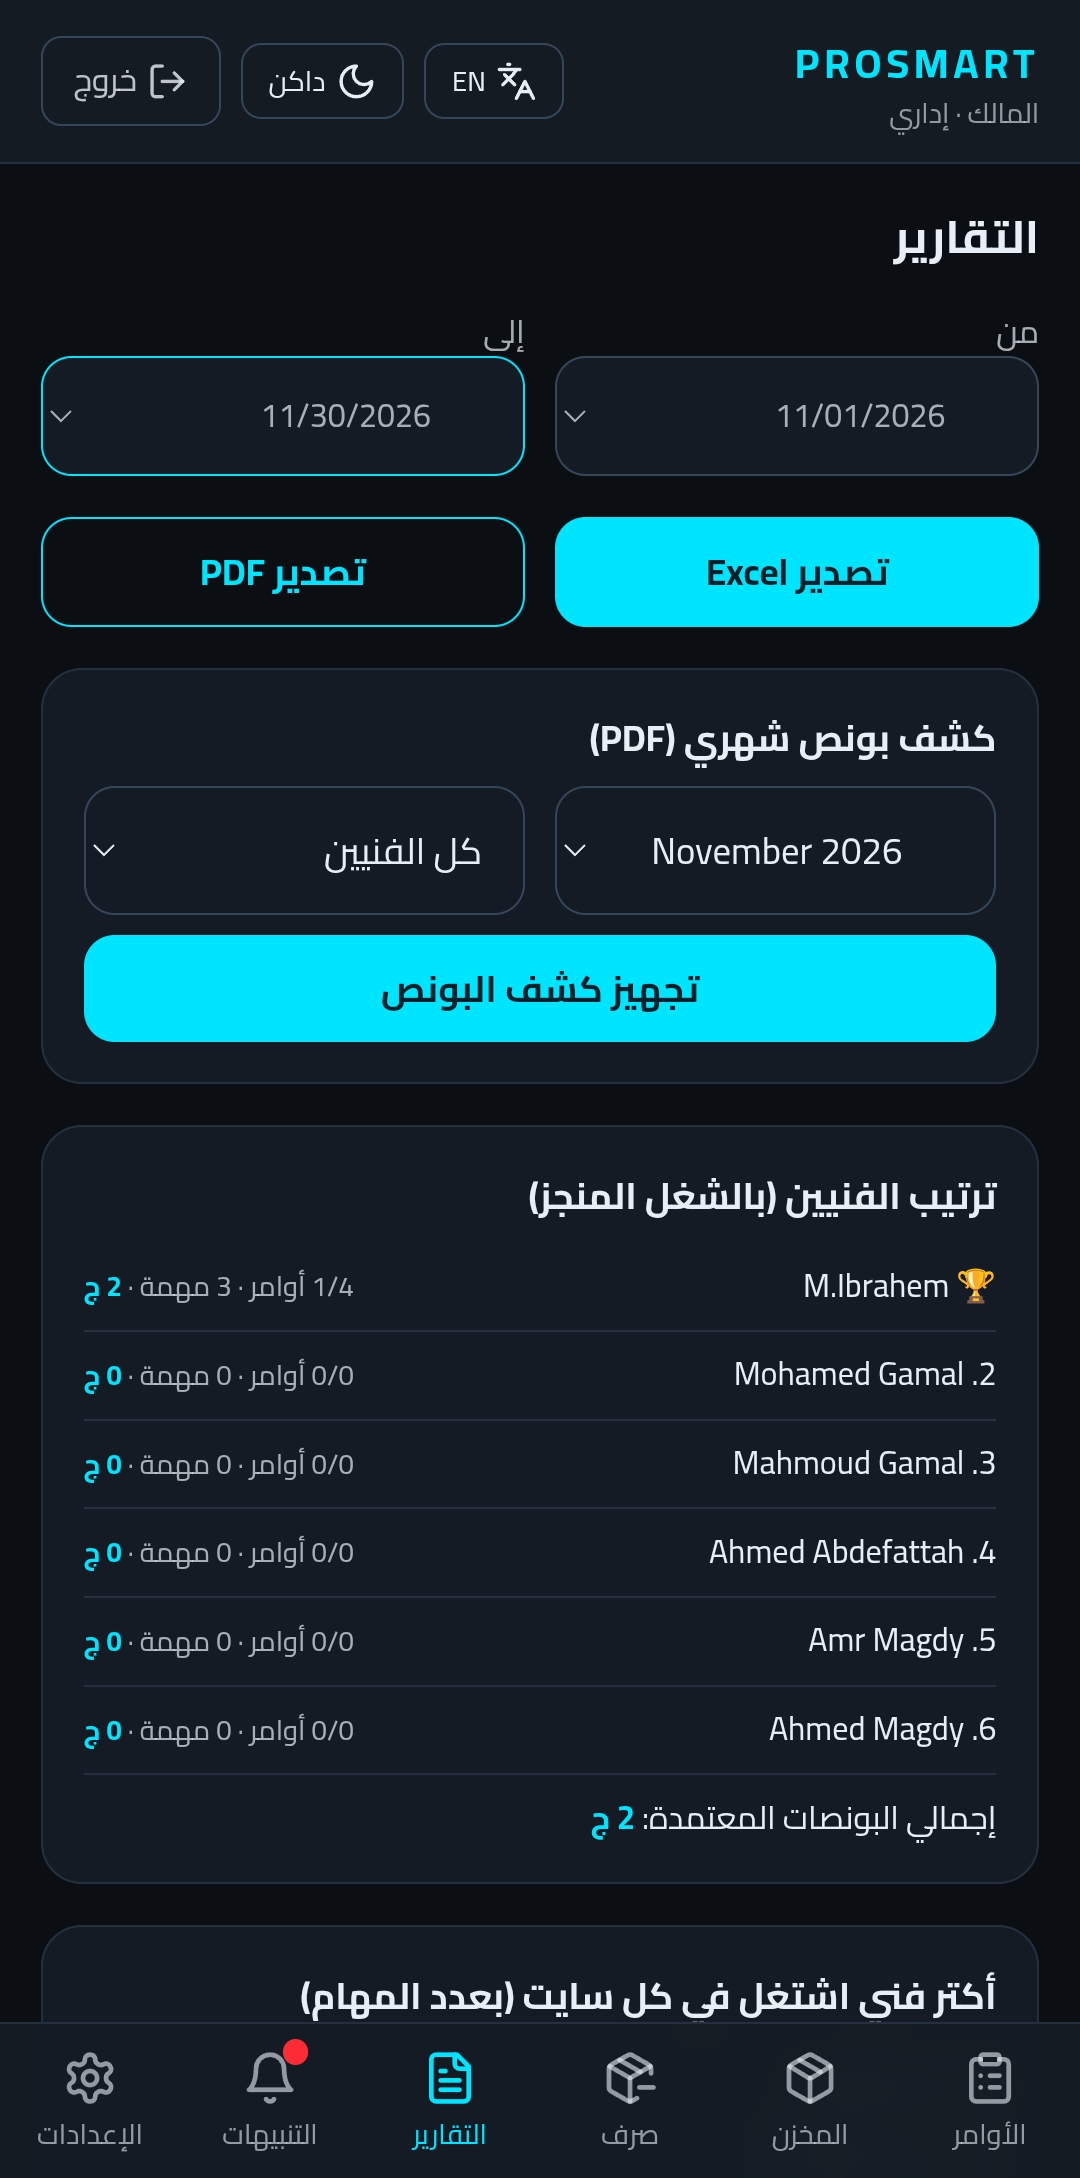 PROSMART
المالك · إداري
EN
داكن
خروج
التقارير
من
إلى
11/01/2026
11/30/2026
تصدير Excel
تصدير PDF
كشف بونص شهري (PDF)
November 2026
كل الفنيين
تجهيز كشف البونص
ترتيب الفنيين (بالشغل المنجز)
🏆 M.Ibrahem
1/4 أوامر · 3 مهمة · 2 ج
2. Mohamed Gamal
0/0 أوامر · 0 مهمة · 0 ج
3. Mahmoud Gamal
0/0 أوامر · 0 مهمة · 0 ج
4. Ahmed Abdefattah
0/0 أوامر · 0 مهمة · 0 ج
5. Amr Magdy
0/0 أوامر · 0 مهمة · 0 ج
6. Ahmed Magdy
0/0 أوامر · 0 مهمة · 0 ج
إجمالي البونصات المعتمدة: 2 ج
أكتر فني اشتغل في كل سايت (بعدد المهام)
الأوامر
المخزن
صرف
التقارير
التنبيهات
الإعدادات